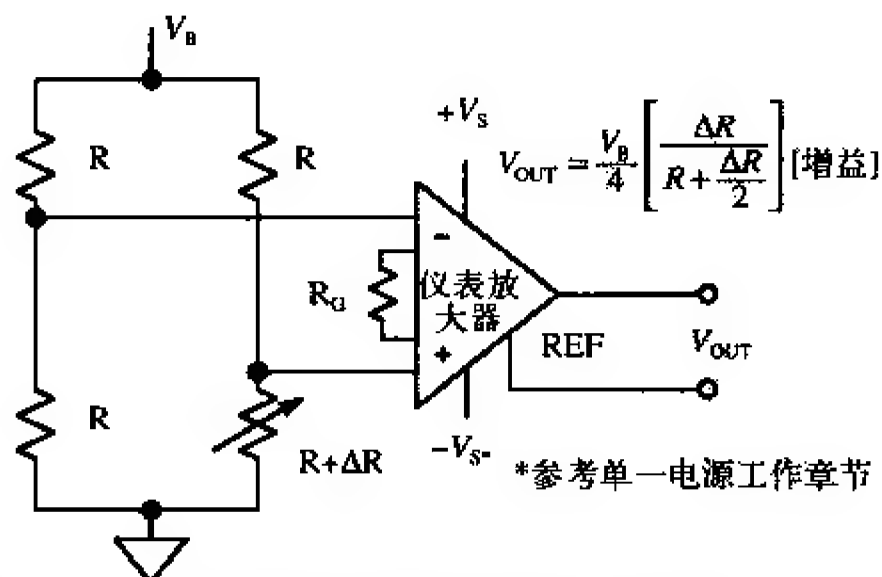 V_B
R
R
+V_S
V_OUT = V_B/4 [ΔR / (R + ΔR/2)] [增益]
-
R_G
仪表放
大器
+
REF
V_OUT
R
R+ΔR
-V_S*
*参考单一电源工作章节